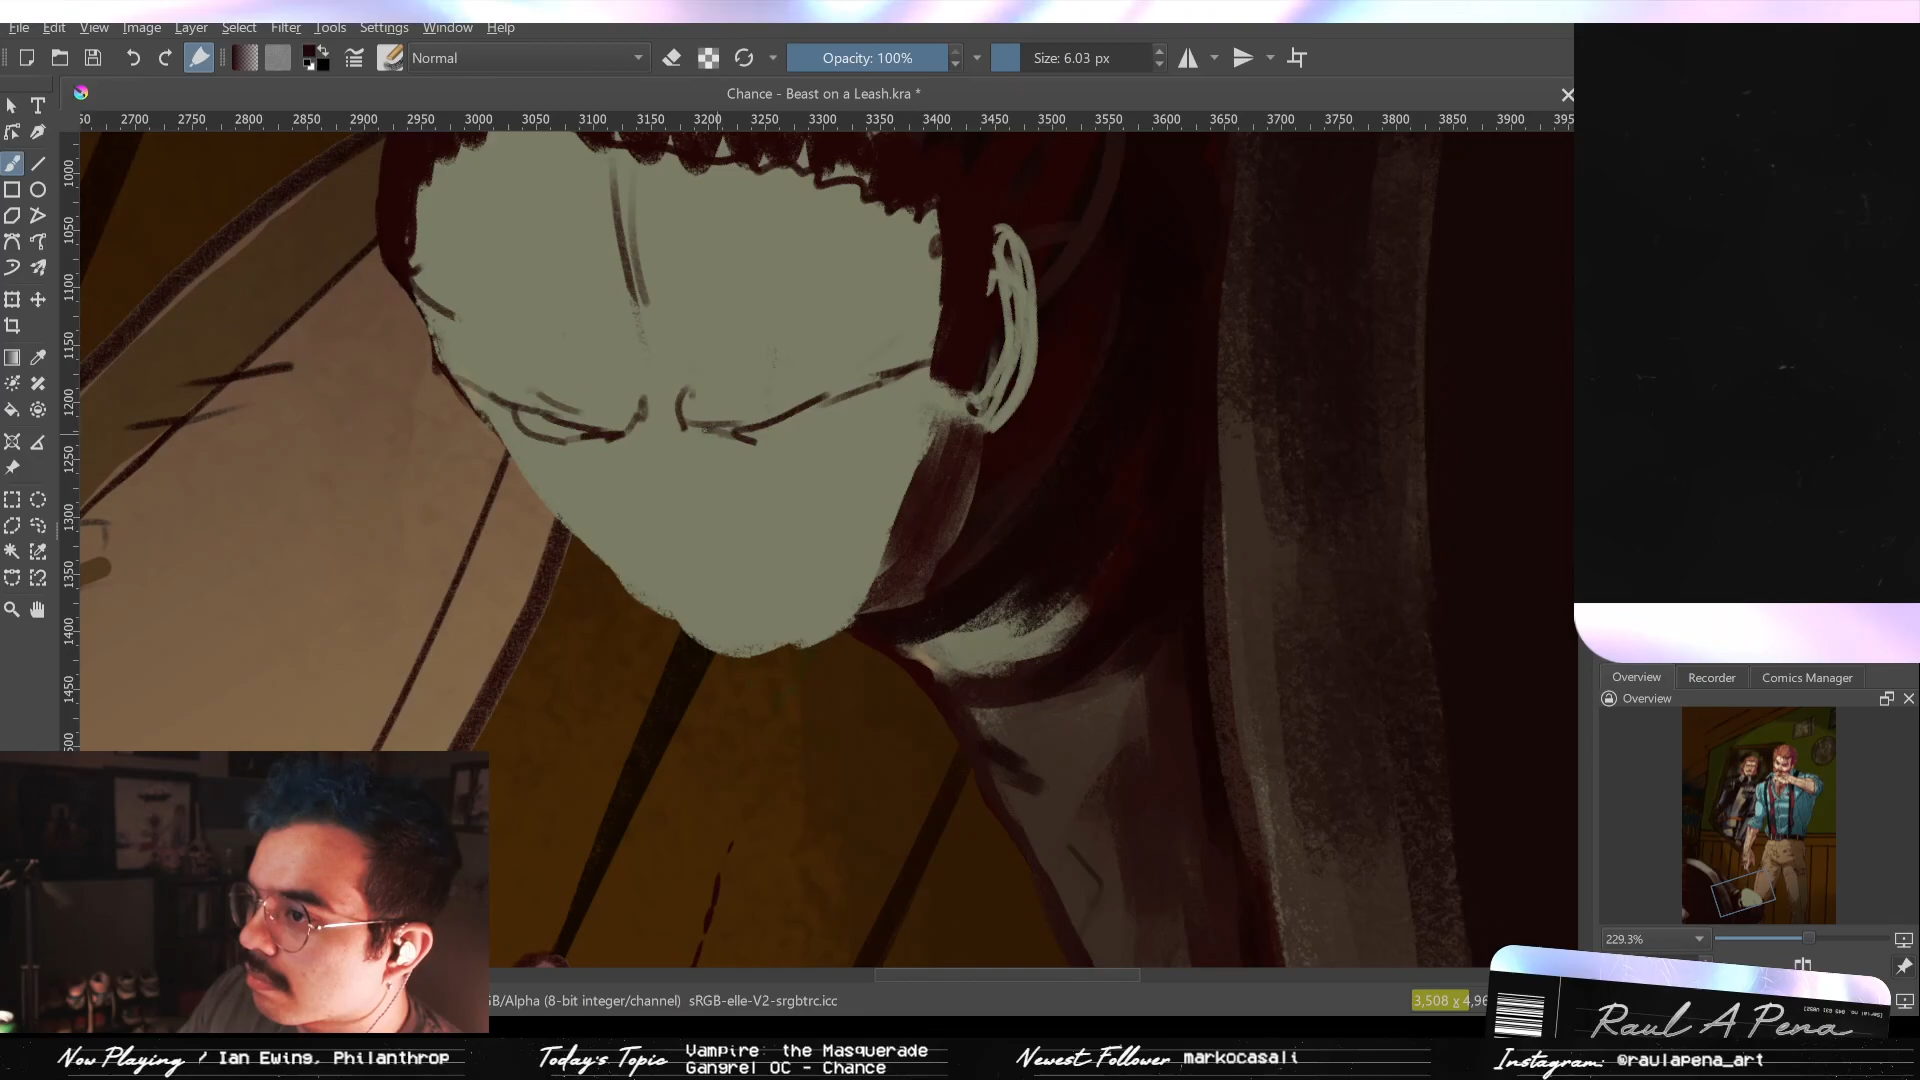 File Edit View Image Layer Select Filter Tools Settings Window Help
Normal Opacity: 100% Size: 6.03 px
Chance - Beast on a Leash.kra *
50 2700 2750 2800 2850 2900 2950 3000 3050 3100 3150 3200 3250 3300 3350 3400 3450 3500 3550 3600 3650 3700 3750 3800 3850 3900 395
1000
1050
1100
1150
1200
1250
1300
1350
1400
1450
500
Overview Recorder Comics Manager
Overview
229.3%
GB/Alpha (8-bit integer/channel) sRGB-elle-V2-srgbtrc.icc
3,508 x 4,96
Raul A Pena
Now Playing / Ian Ewing, Philanthrop
Today's Topic Vampire: the Masquerade
Gangrel OC - Chance
Newest Follower markocasali
Instagram: @raulapena_art